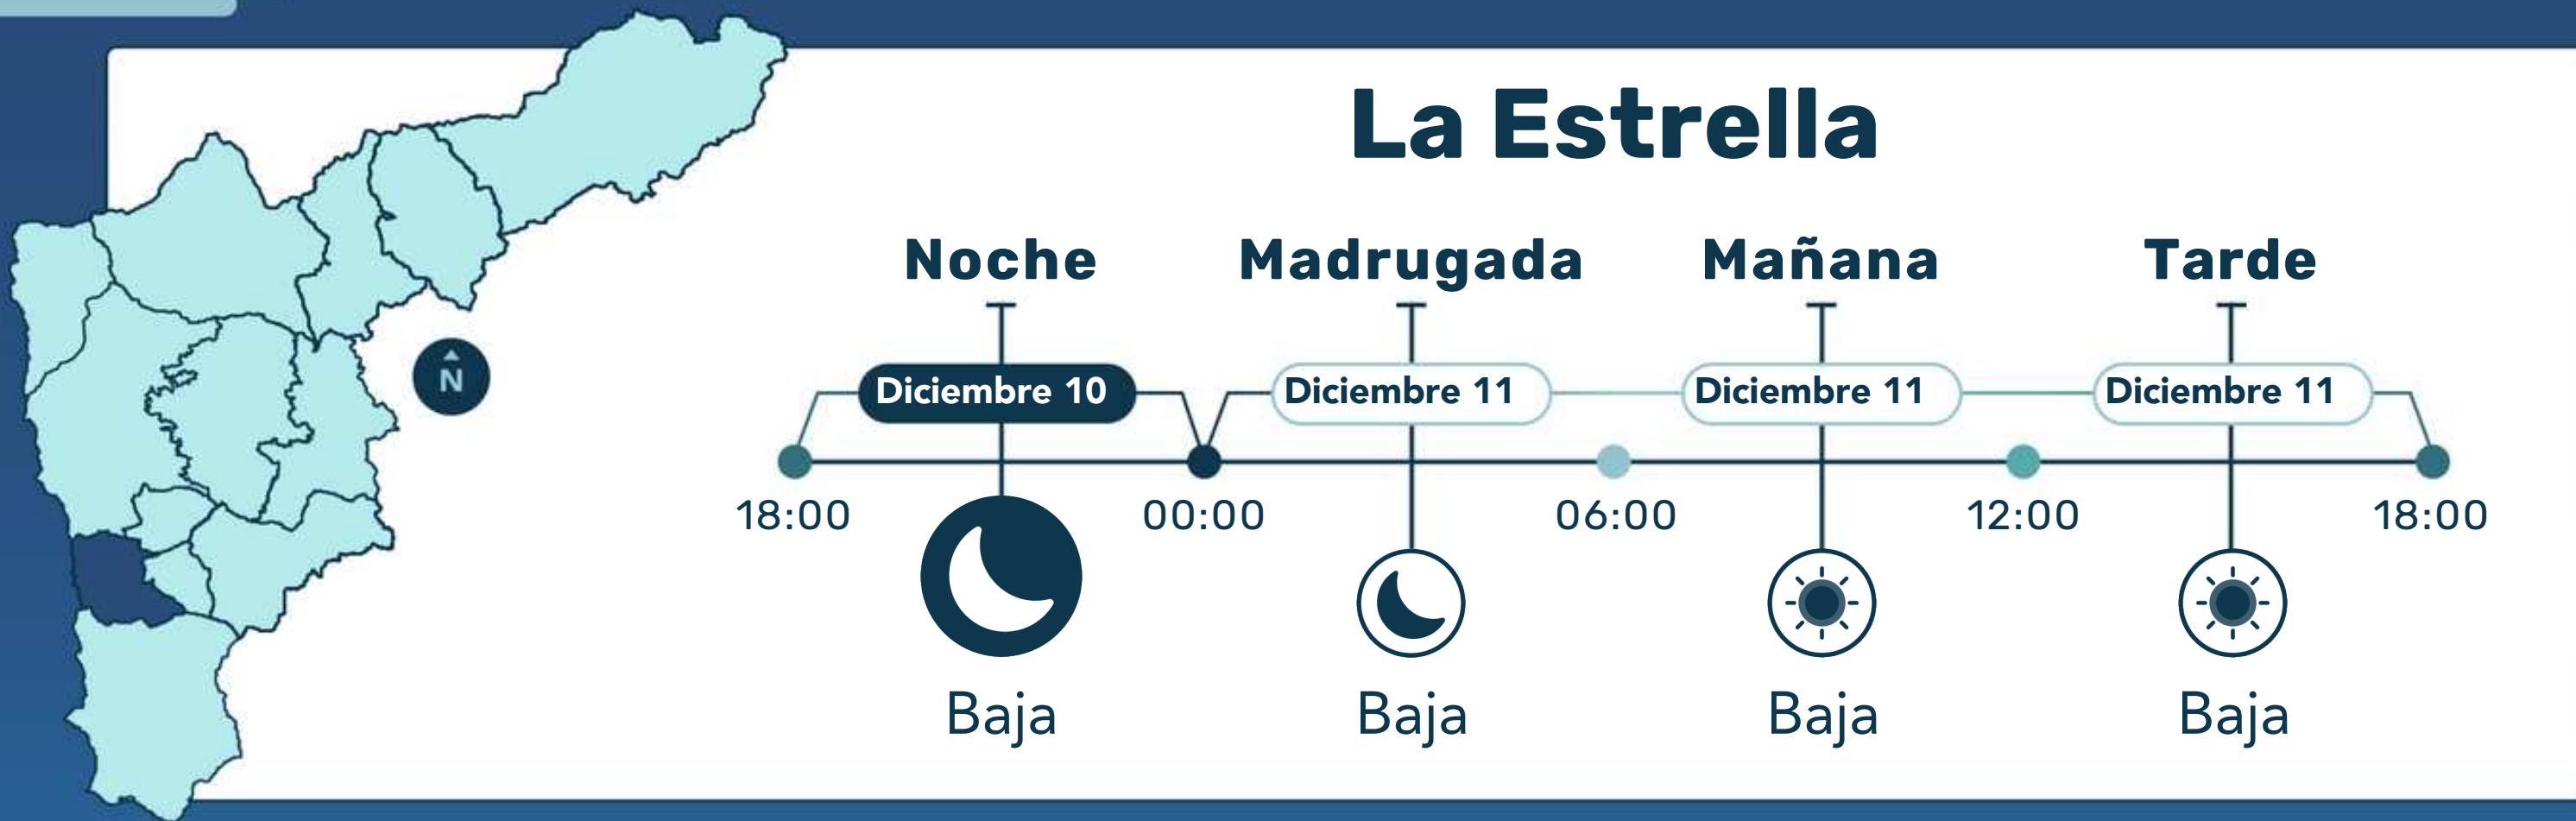 La Estrella
Noche Madrugada Mañana Tarde
Diciembre 10 Diciembre 11 Diciembre 11 Diciembre 11
N
18:00 00:00 06:00 12:00 18:00
Baja Baja Baja Baja